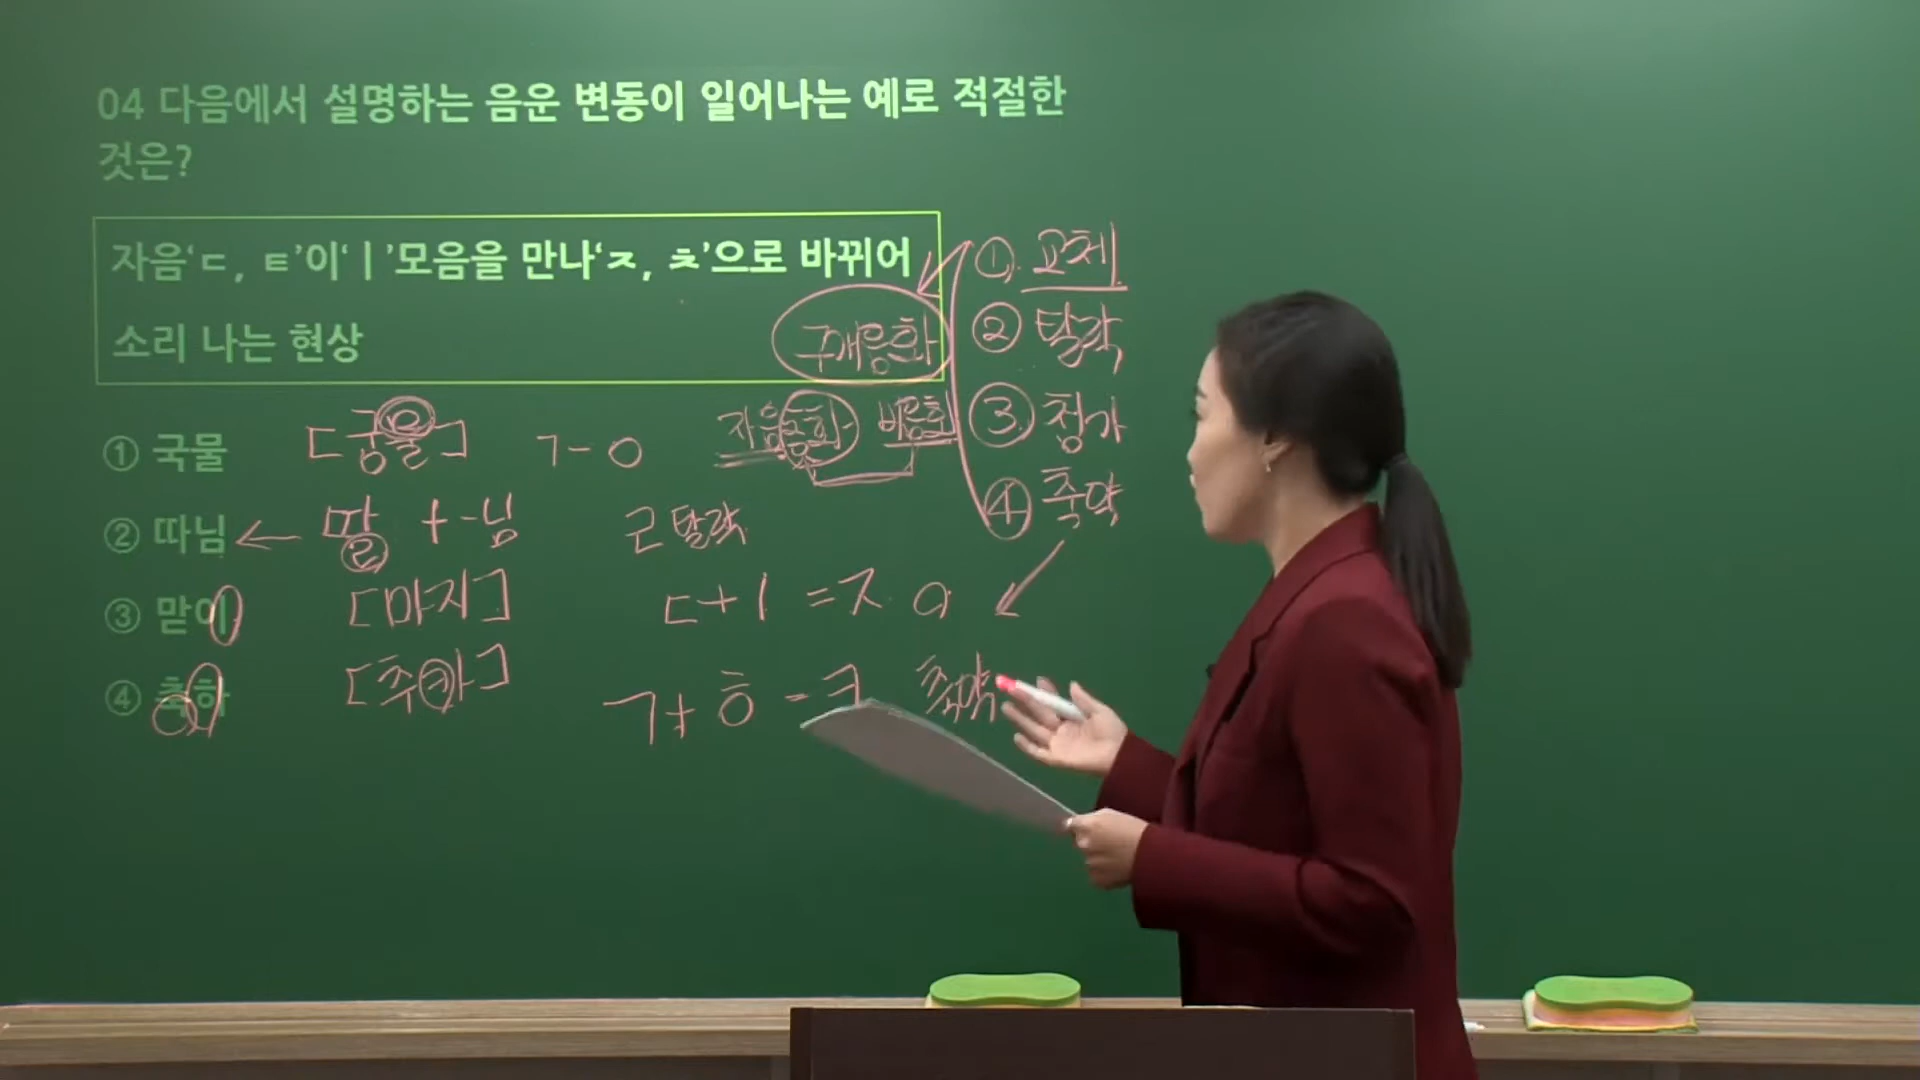 04 다음에서 설명하는 음운 변동이 일어나는 예로 적절한
것은?
자음‘ㄷ, ㅌ’이‘ㅣ’모음을 만나‘ㅈ, ㅊ’으로 바뀌어
소리 나는 현상
구개음화
① 교체
② 탈락
③ 첨가
④ 축약
① 국물 [궁물] ㄱ-ㅇ 자음동화 비음화
② 따님 ← 딸 + -님 ㄹ탈락
③ 맏이 [마지] ㄷ+ㅣ =ㅈ
④ 축하 [추카] ㄱ+ㅎ-ㅋ 축약